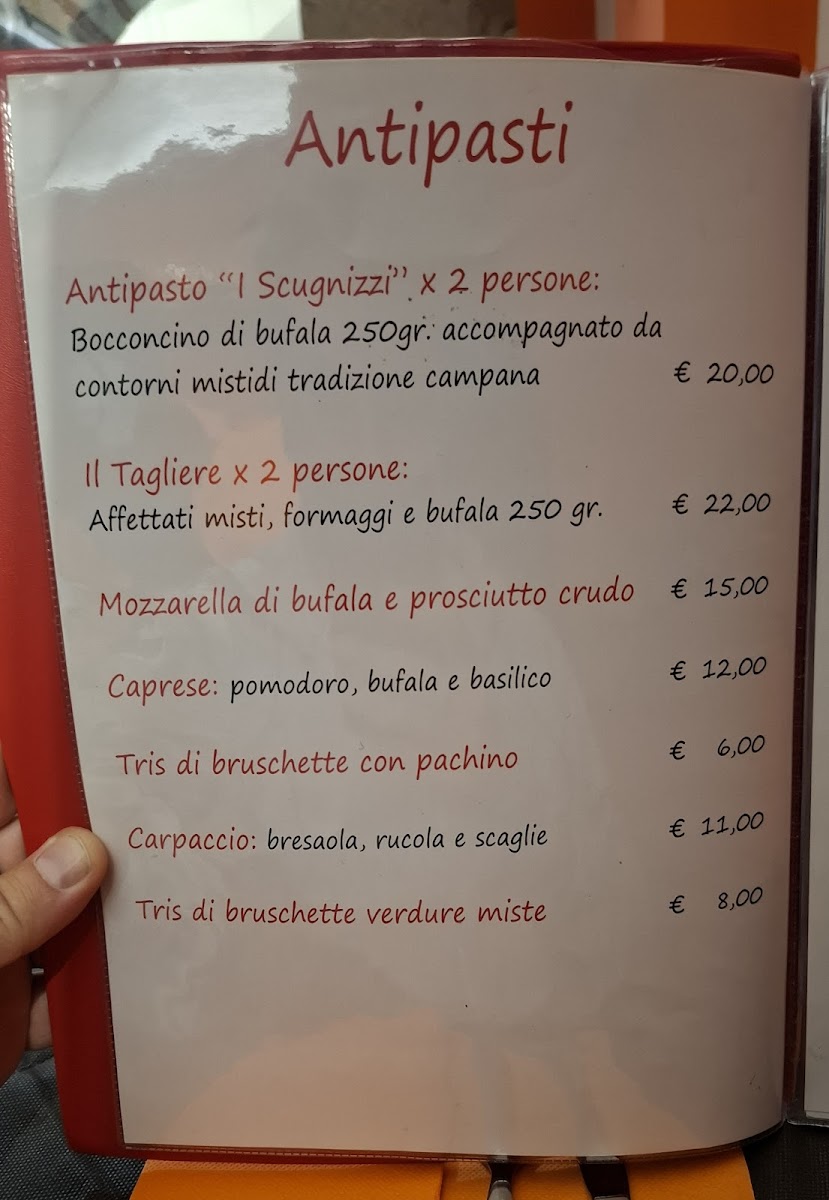 Antipasti
Antipasto “I Scugnizzi” x 2 persone:
Bocconcino di bufala 250gr. accompagnato da
contorni mistidi tradizione campana € 20,00
Il Tagliere x 2 persone:
Affettati misti, formaggi e bufala 250 gr. € 22,00
Mozzarella di bufala e prosciutto crudo € 15,00
Caprese: pomodoro, bufala e basilico € 12,00
Tris di bruschette con pachino € 6,00
Carpaccio: bresaola, rucola e scaglie € 11,00
Tris di bruschette verdure miste € 8,00